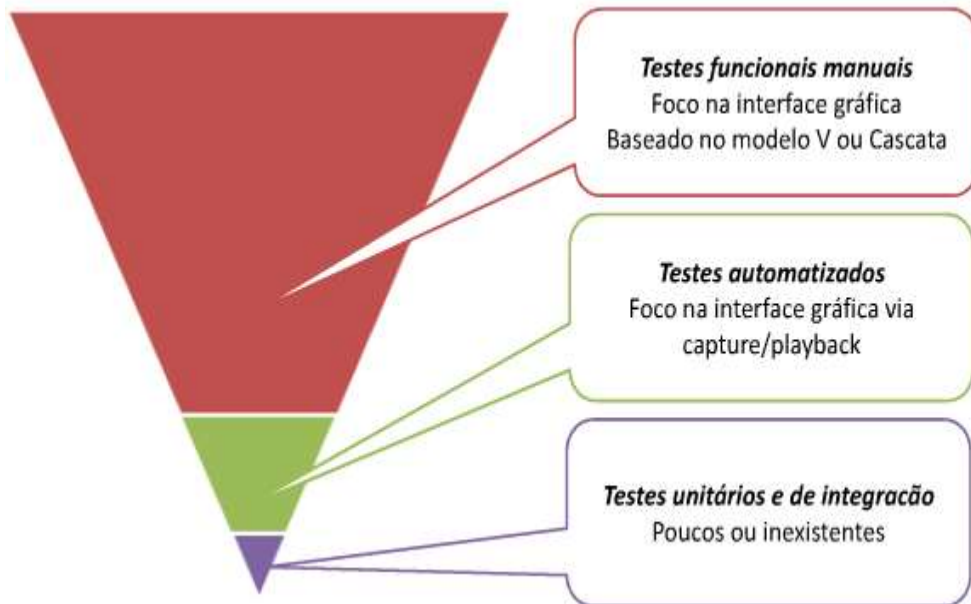 Testes funcionais manuais
Foco na interface gráfica
Baseado no modelo V ou Cascata
Testes automatizados
Foco na interface gráfica via
capture/playback
Testes unitários e de integracão
Poucos ou inexistentes